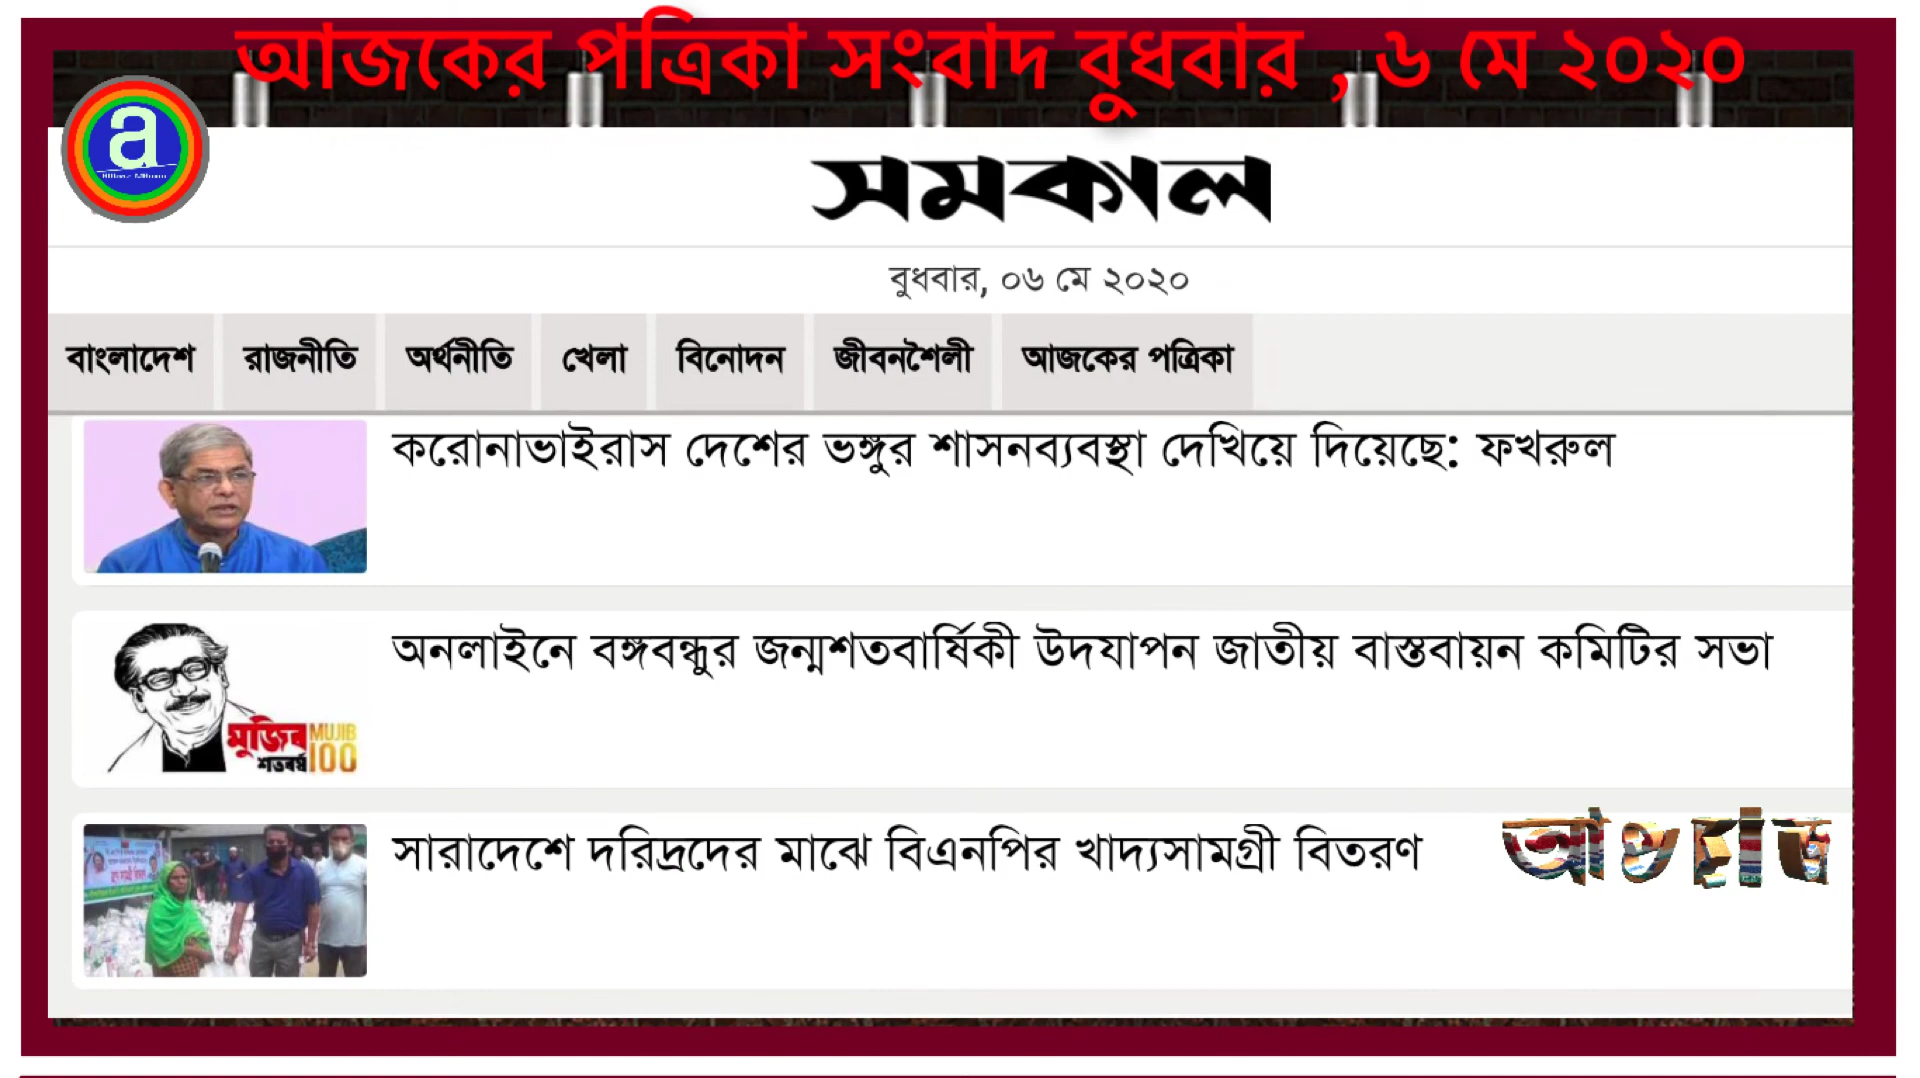 আজকের পত্রিকা সংবাদ বুধবার , ৬ মে ২০২০
a
সমকাল
বুধবার, ০৬ মে ২০২০
বাংলাদেশ রাজনীতি অর্থনীতি খেলা বিনোদন জীবনশৈলী আজকের পত্রিকা
করোনাভাইরাস দেশের ভঙ্গুর শাসনব্যবস্থা দেখিয়ে দিয়েছে: ফখরুল
অনলাইনে বঙ্গবন্ধুর জন্মশতবার্ষিকী উদযাপন জাতীয় বাস্তবায়ন কমিটির সভা
মুজিব MUJIB
শতবর্ষ 100
সারাদেশে দরিদ্রদের মাঝে বিএনপির খাদ্যসামগ্রী বিতরণ